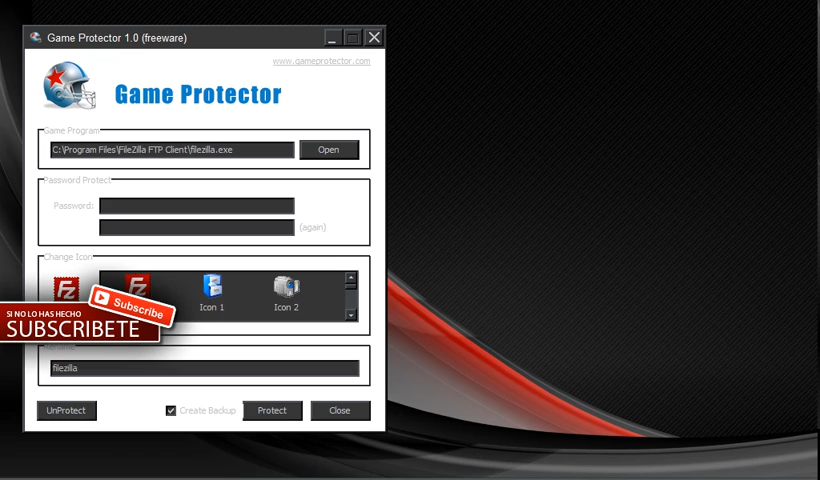 Game Protector 1.0 (freeware)
www.gameprotector.com
Game Protector
Game Program
C:\Program Files\FileZilla FTP Client\filezilla.exe
Open
Password Protect
Password:
(again)
Change Icon
Icon 1
Icon 2
Subscribe
SI NO LO HAS HECHO
SUBSCRIBETE
filezilla
UnProtect
Create Backup
Protect
Close